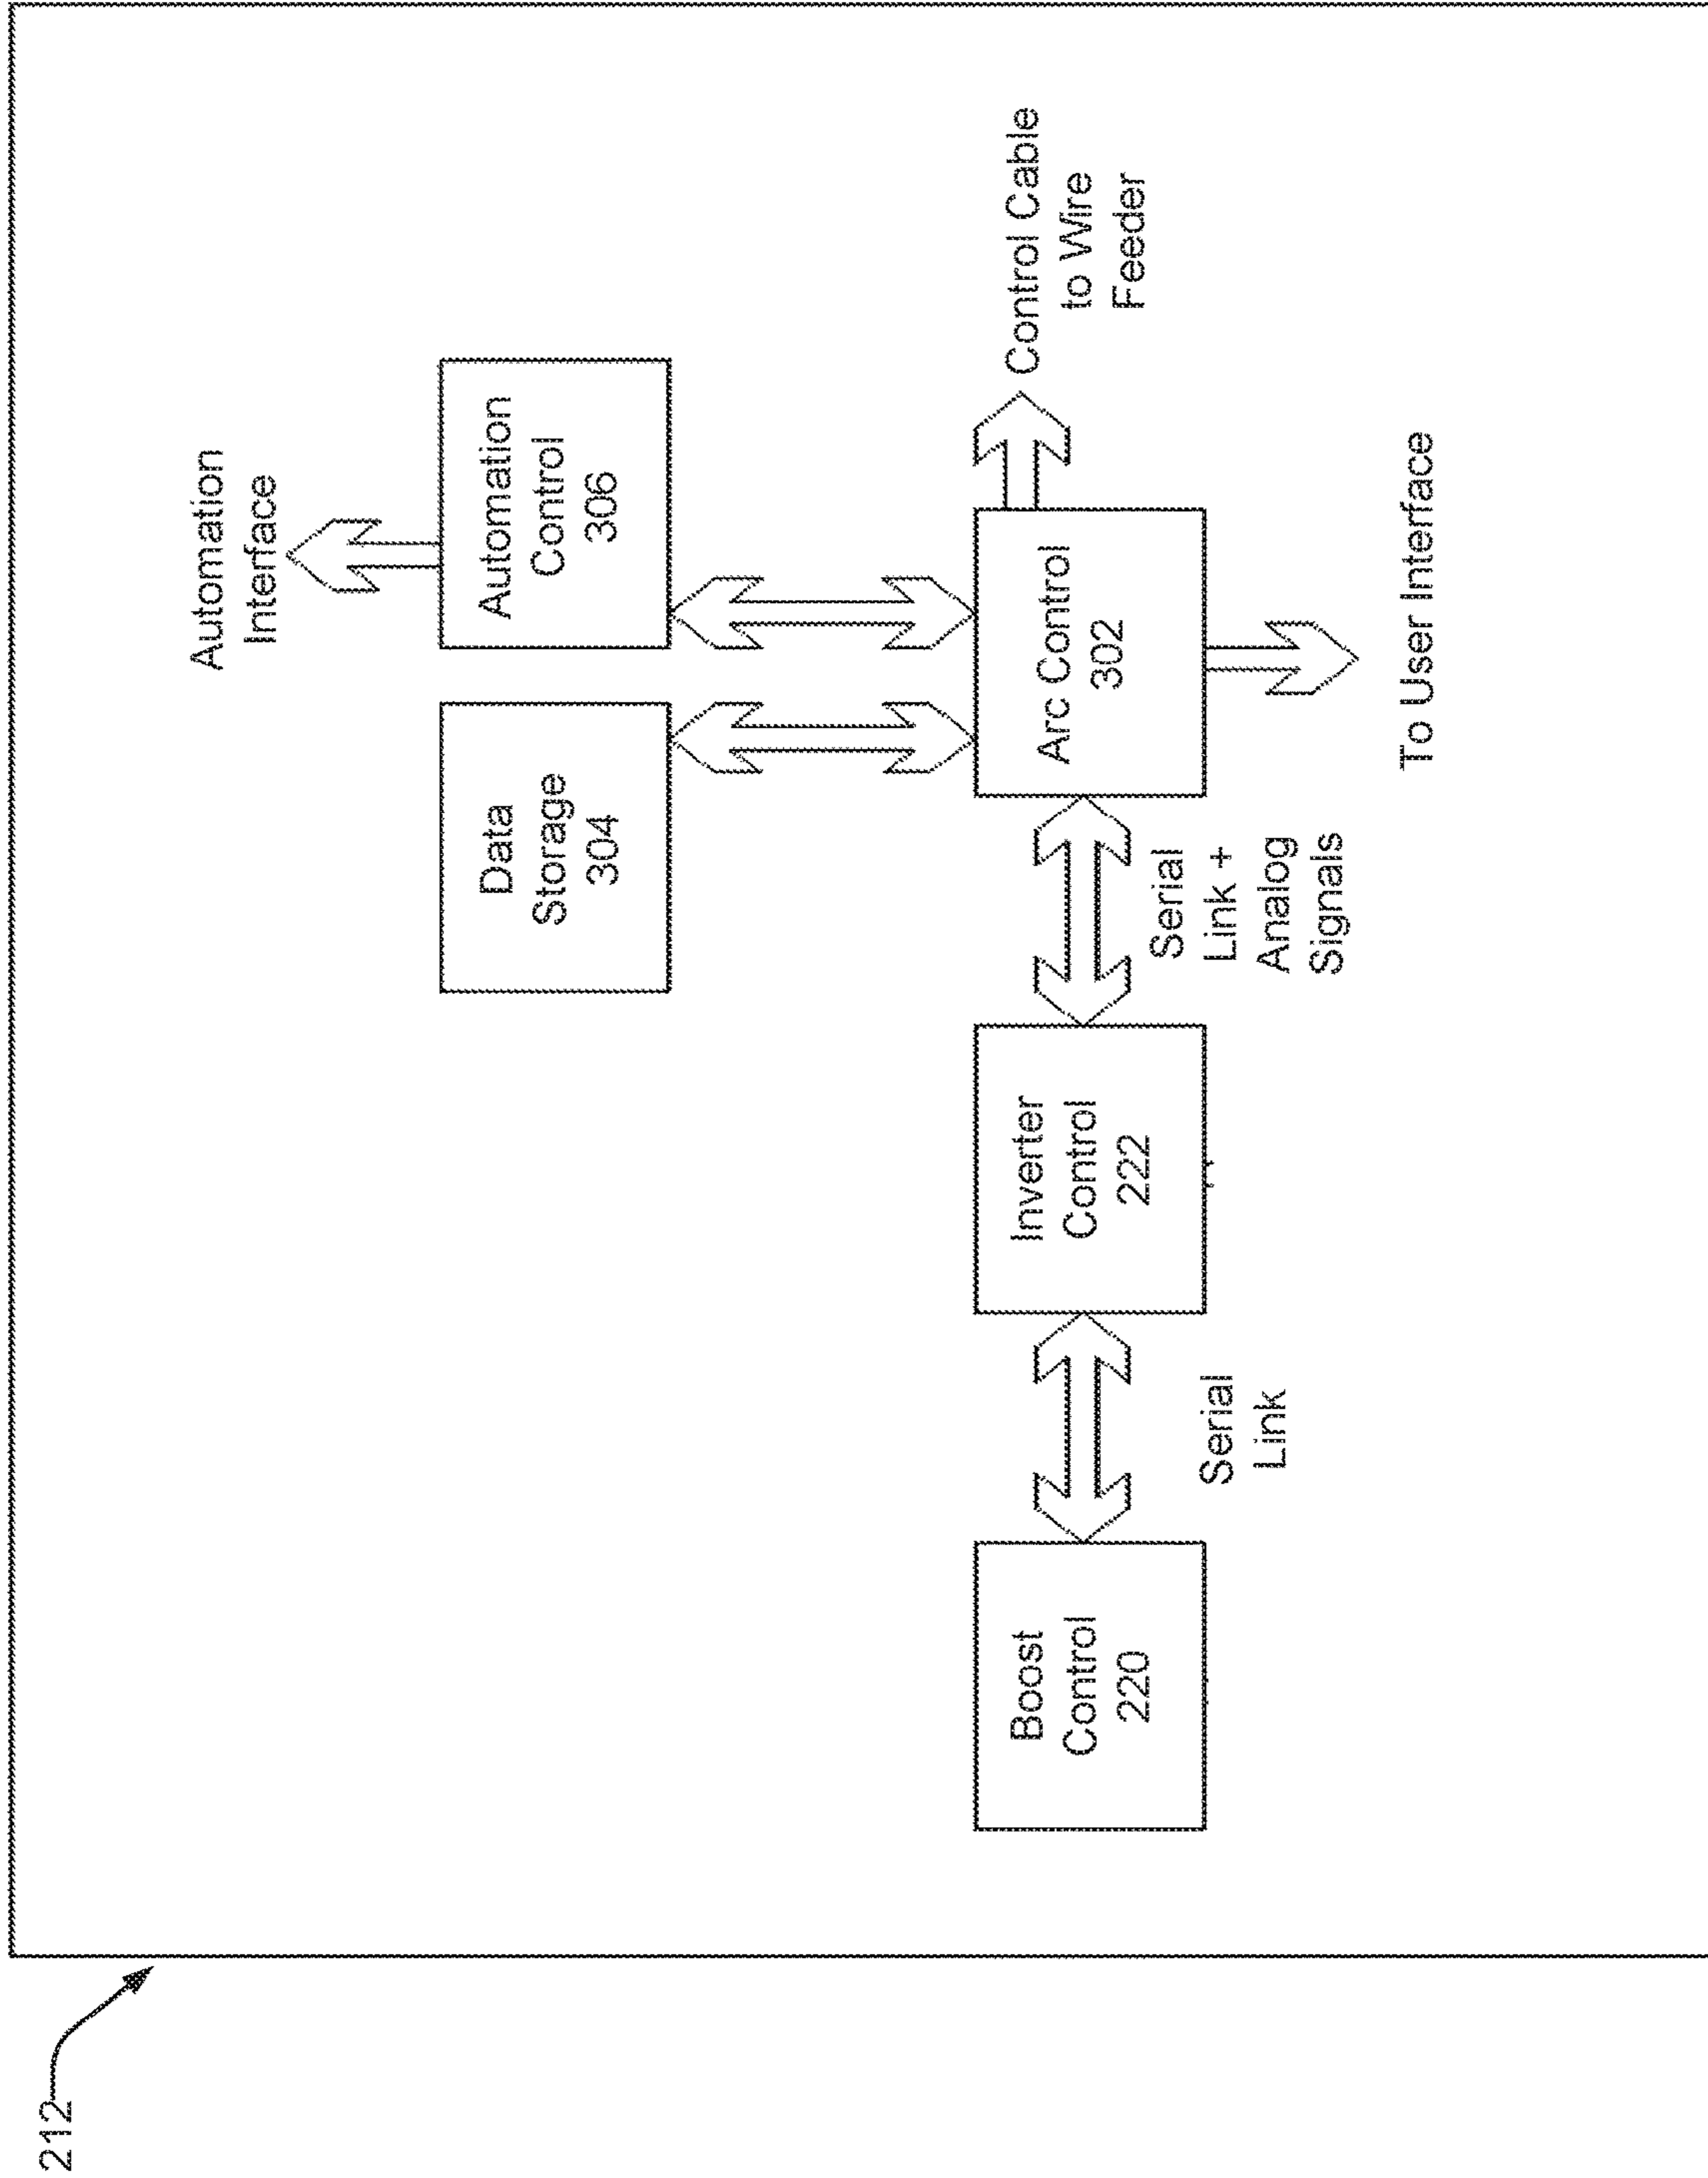 212
Automation
Interface
Data
Storage
304
Automation
Control
306
Boost
Control
220
Serial
Link
Inverter
Control
222
Serial
Link +
Analog
Signals
Arc Control
302
Control Cable
to Wire
Feeder
To User Interface